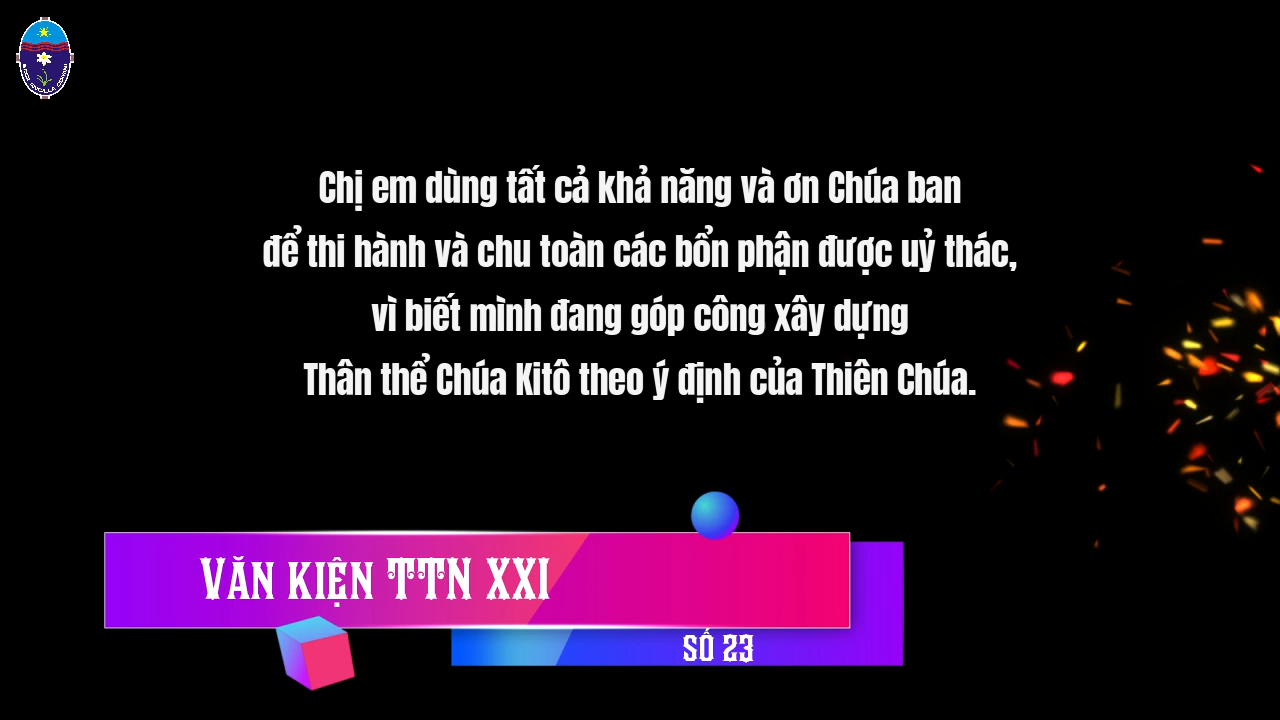 Chị em dùng tất cả khả năng và ơn Chúa ban
để thi hành và chu toàn các bổn phận được uỷ thác,
vì biết mình đang góp công xây dựng
Thân thể Chúa Kitô theo ý định của Thiên Chúa.
VĂN KIỆN TTN XXI
SỐ 23